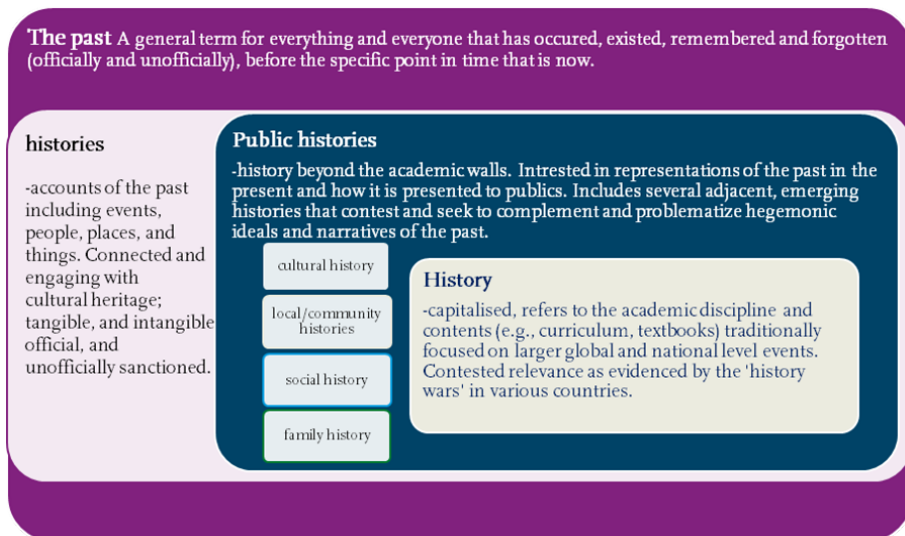 The past A general term for everything and everyone that has occured, existed, remembered and forgotten
(officially and unofficially), before the specific point in time that is now.
histories
-accounts of the past
including events,
people, places, and
things. Connected and
engaging with
cultural heritage;
tangible, and intangible
official, and
unofficially sanctioned.
Public histories
-history beyond the academic walls. Intrested in representations of the past in the
present and how it is presented to publics. Includes several adjacent, emerging
histories that contest and seek to complement and problematize hegemonic
ideals and narratives of the past.
cultural history
local/community
histories
social history
family history
History
-capitalised, refers to the academic discipline and
contents (e.g., curriculum, textbooks) traditionally
focused on larger global and national level events.
Contested relevance as evidenced by the 'history
wars' in various countries.